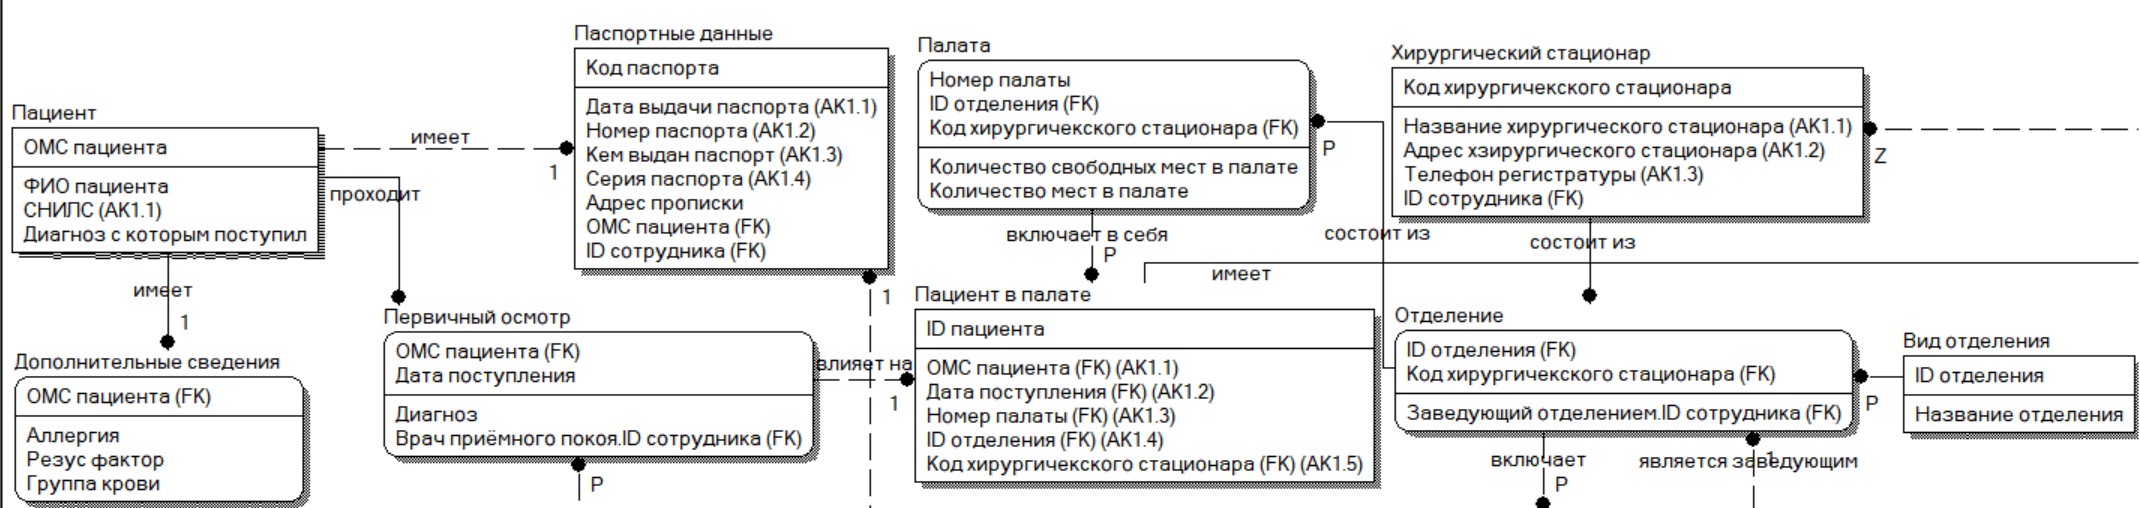 Пациент
ОМС пациента
ФИО пациента
СНИЛС (AK1.1)
Диагноз с которым поступил
имеет
1
проходит
имеет
1
Дополнительные сведения
ОМС пациента (FK)
Аллергия
Резус фактор
Группа крови
Паспортные данные
Код паспорта
Дата выдачи паспорта (AK1.1)
Номер паспорта (AK1.2)
Кем выдан паспорт (AK1.3)
Серия паспорта (AK1.4)
Адрес прописки
ОМС пациента (FK)
ID сотрудника (FK)
1
Первичный осмотр
ОМС пациента (FK)
Дата поступления
Диагноз
Врач приёмного покоя.ID сотрудника (FK)
P
влияет на
1
Палата
Номер палаты
ID отделения (FK)
Код хирургичекского стационара (FK)
Количество свободных мест в палате
Количество мест в палате
P
включает в себя
P
состоит из
имеет
Пациент в палате
ID пациента
ОМС пациента (FK) (AK1.1)
Дата поступления (FK) (AK1.2)
Номер палаты (FK) (AK1.3)
ID отделения (FK) (AK1.4)
Код хирургичекского стационара (FK) (AK1.5)
Хирургический стационар
Код хирургичекского стационара
Название хирургического стационара (AK1.1)
Адрес хзирургического стационара (AK1.2)
Телефон регистратуры (AK1.3)
ID сотрудника (FK)
Z
состоит из
Отделение
ID отделения (FK)
Код хирургичекского стационара (FK)
Заведующий отделением.ID сотрудника (FK)
P
включает
P
является заведующим
1
Вид отделения
ID отделения
Название отделения